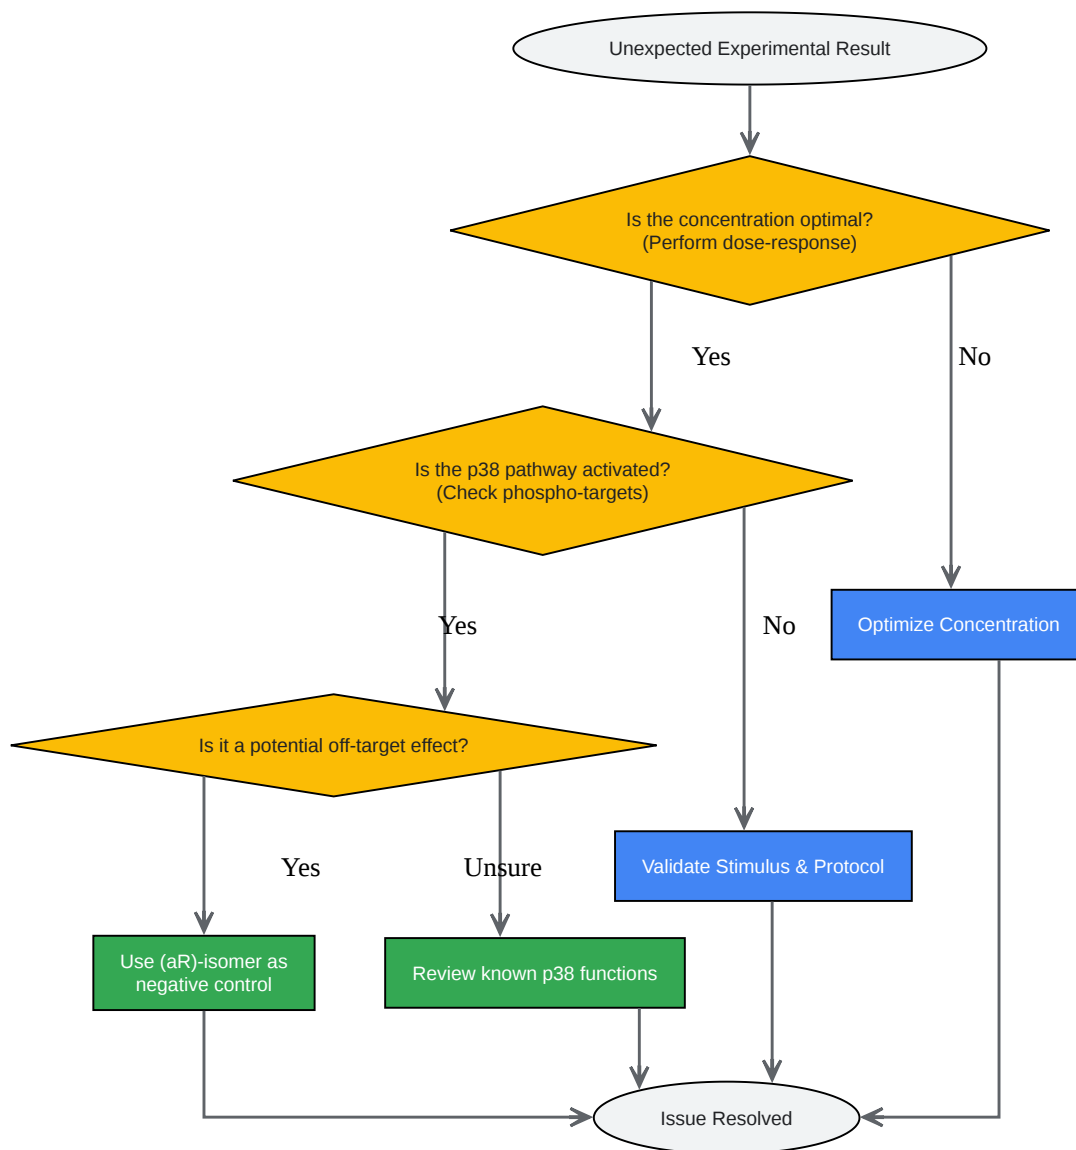 Unexpected Experimental Result
Is the concentration optimal?
(Perform dose-response)
Yes
No
Is the p38 pathway activated?
(Check phospho-targets)
Yes
No
Optimize Concentration
Is it a potential off-target effect?
Yes
Unsure
Validate Stimulus & Protocol
Use (aR)-isomer as
negative control
Review known p38 functions
Issue Resolved